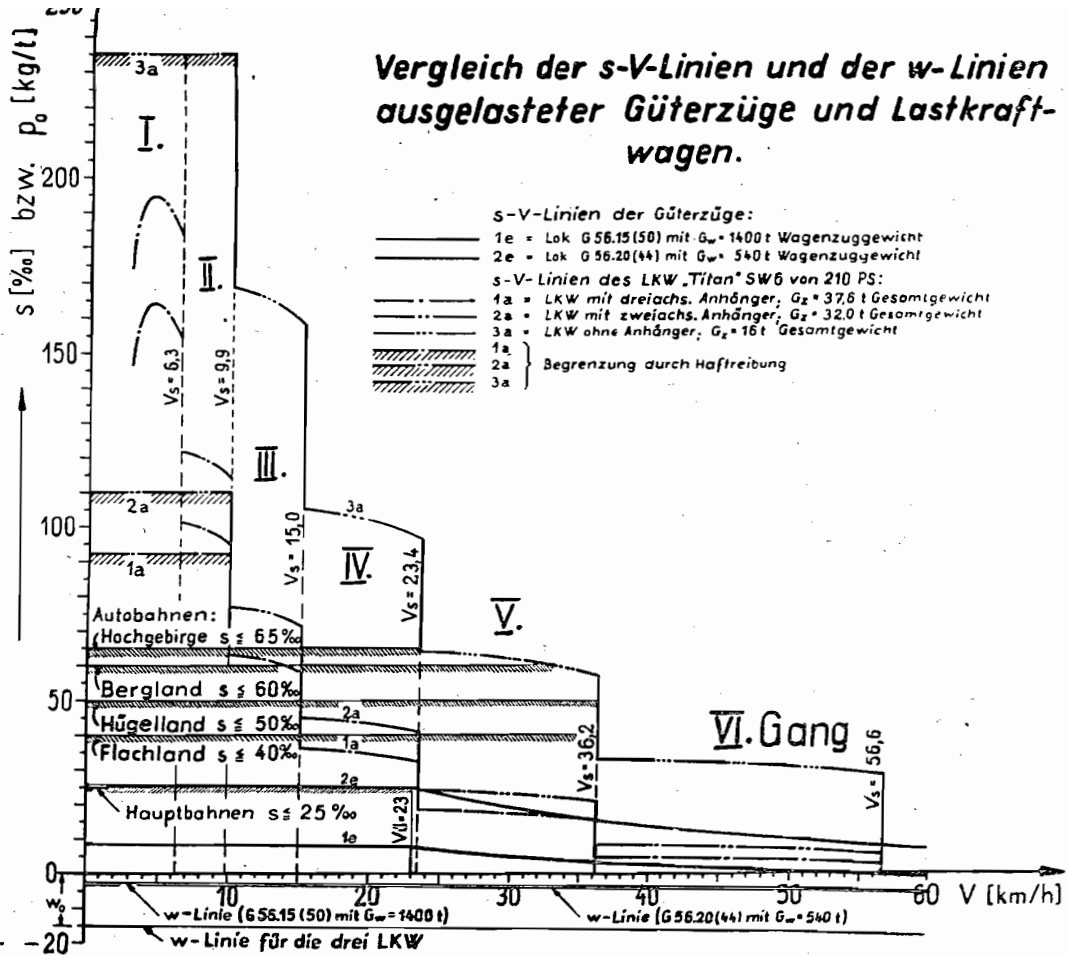 250
Vergleich der s-V-Linien und der w-Linien
ausgelasteter Güterzüge und Lastkraft-
wagen.
s [‰] bzw. p₀ [kg/t]
s-V-Linien der Güterzüge:
1e = Lok G 56.15 (50) mit Gw = 1400 t Wagenzuggewicht
2e = Lok G 56.20 (44) mit Gw = 540 t Wagenzuggewicht
s-V-Linien des LKW „Titan" SW6 von 210 PS:
1a = LKW mit dreiachs. Anhänger, Gz = 37,6 t Gesamtgewicht
2a = LKW mit zweiachs. Anhänger, Gz = 32,0 t Gesamtgewicht
3a = LKW ohne Anhänger, Gz = 16 t Gesamtgewicht
1a
2a
3a
Begrenzung durch Haftreibung
3a
I.
200
II.
150
Vs = 6,3
Vs = 9,9
III.
2a
100
3a
1a
Vs = 15,0
IV.
Vs = 23,4
V.
Autobahnen:
Hochgebirge s ≦ 65‰
Bergland s ≦ 60‰
50
Hügelland s ≦ 50‰
2a
Flachland s ≦ 40‰
1a
Vs = 36,2
VI. Gang
Vs = 56,6
2e
Hauptbahnen s ≦ 25‰
Vü=23
1e
0
0
10
20
30
40
50
60
V [km/h]
w₀
w-Linie (G 56.15 (50) mit Gw = 1400 t)
w-Linie (G 56.20 (44) mit Gw = 540 t)
w-Linie für die drei LKW
-20